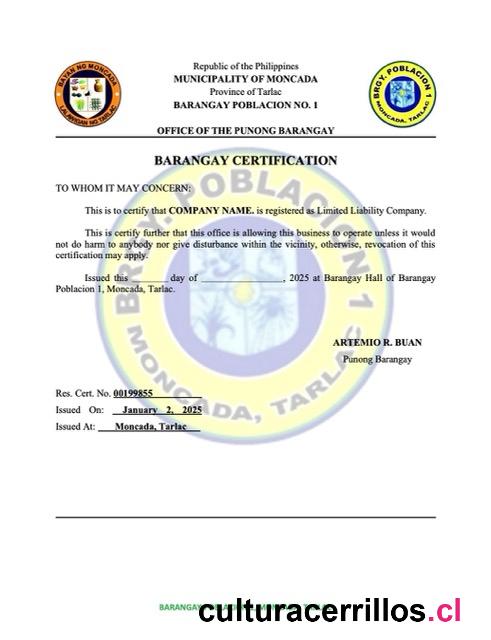 Republic of the Philippines
MUNICIPALITY OF MONCADA
Province of Tarlac
BARANGAY POBLACION NO. 1
OFFICE OF THE PUNONG BARANGAY
BAYAN NG MONCADA
LALAWIGAN NG TARLAC
BRGY. POBLACION 1
MONCADA, TARLAC
BARANGAY CERTIFICATION
TO WHOM IT MAY CONCERN:
This is to certify that COMPANY NAME. is registered as Limited Liability Company.
This is certify further that this office is allowing this business to operate unless it would
not do harm to anybody nor give disturbance within the vicinity, otherwise, revocation of this
certification may apply.
Issued this ________ day of _________________, 2025 at Barangay Hall of Barangay
Poblacion 1, Moncada, Tarlac.
ARTEMIO R. BUAN
Punong Barangay
BRGY. POBLACION 1
MONCADA, TARLAC
Res. Cert. No. 00199855
Issued On: January 2, 2025
Issued At: Moncada, Tarlac
BARANGAY
culturacerrillos.cl